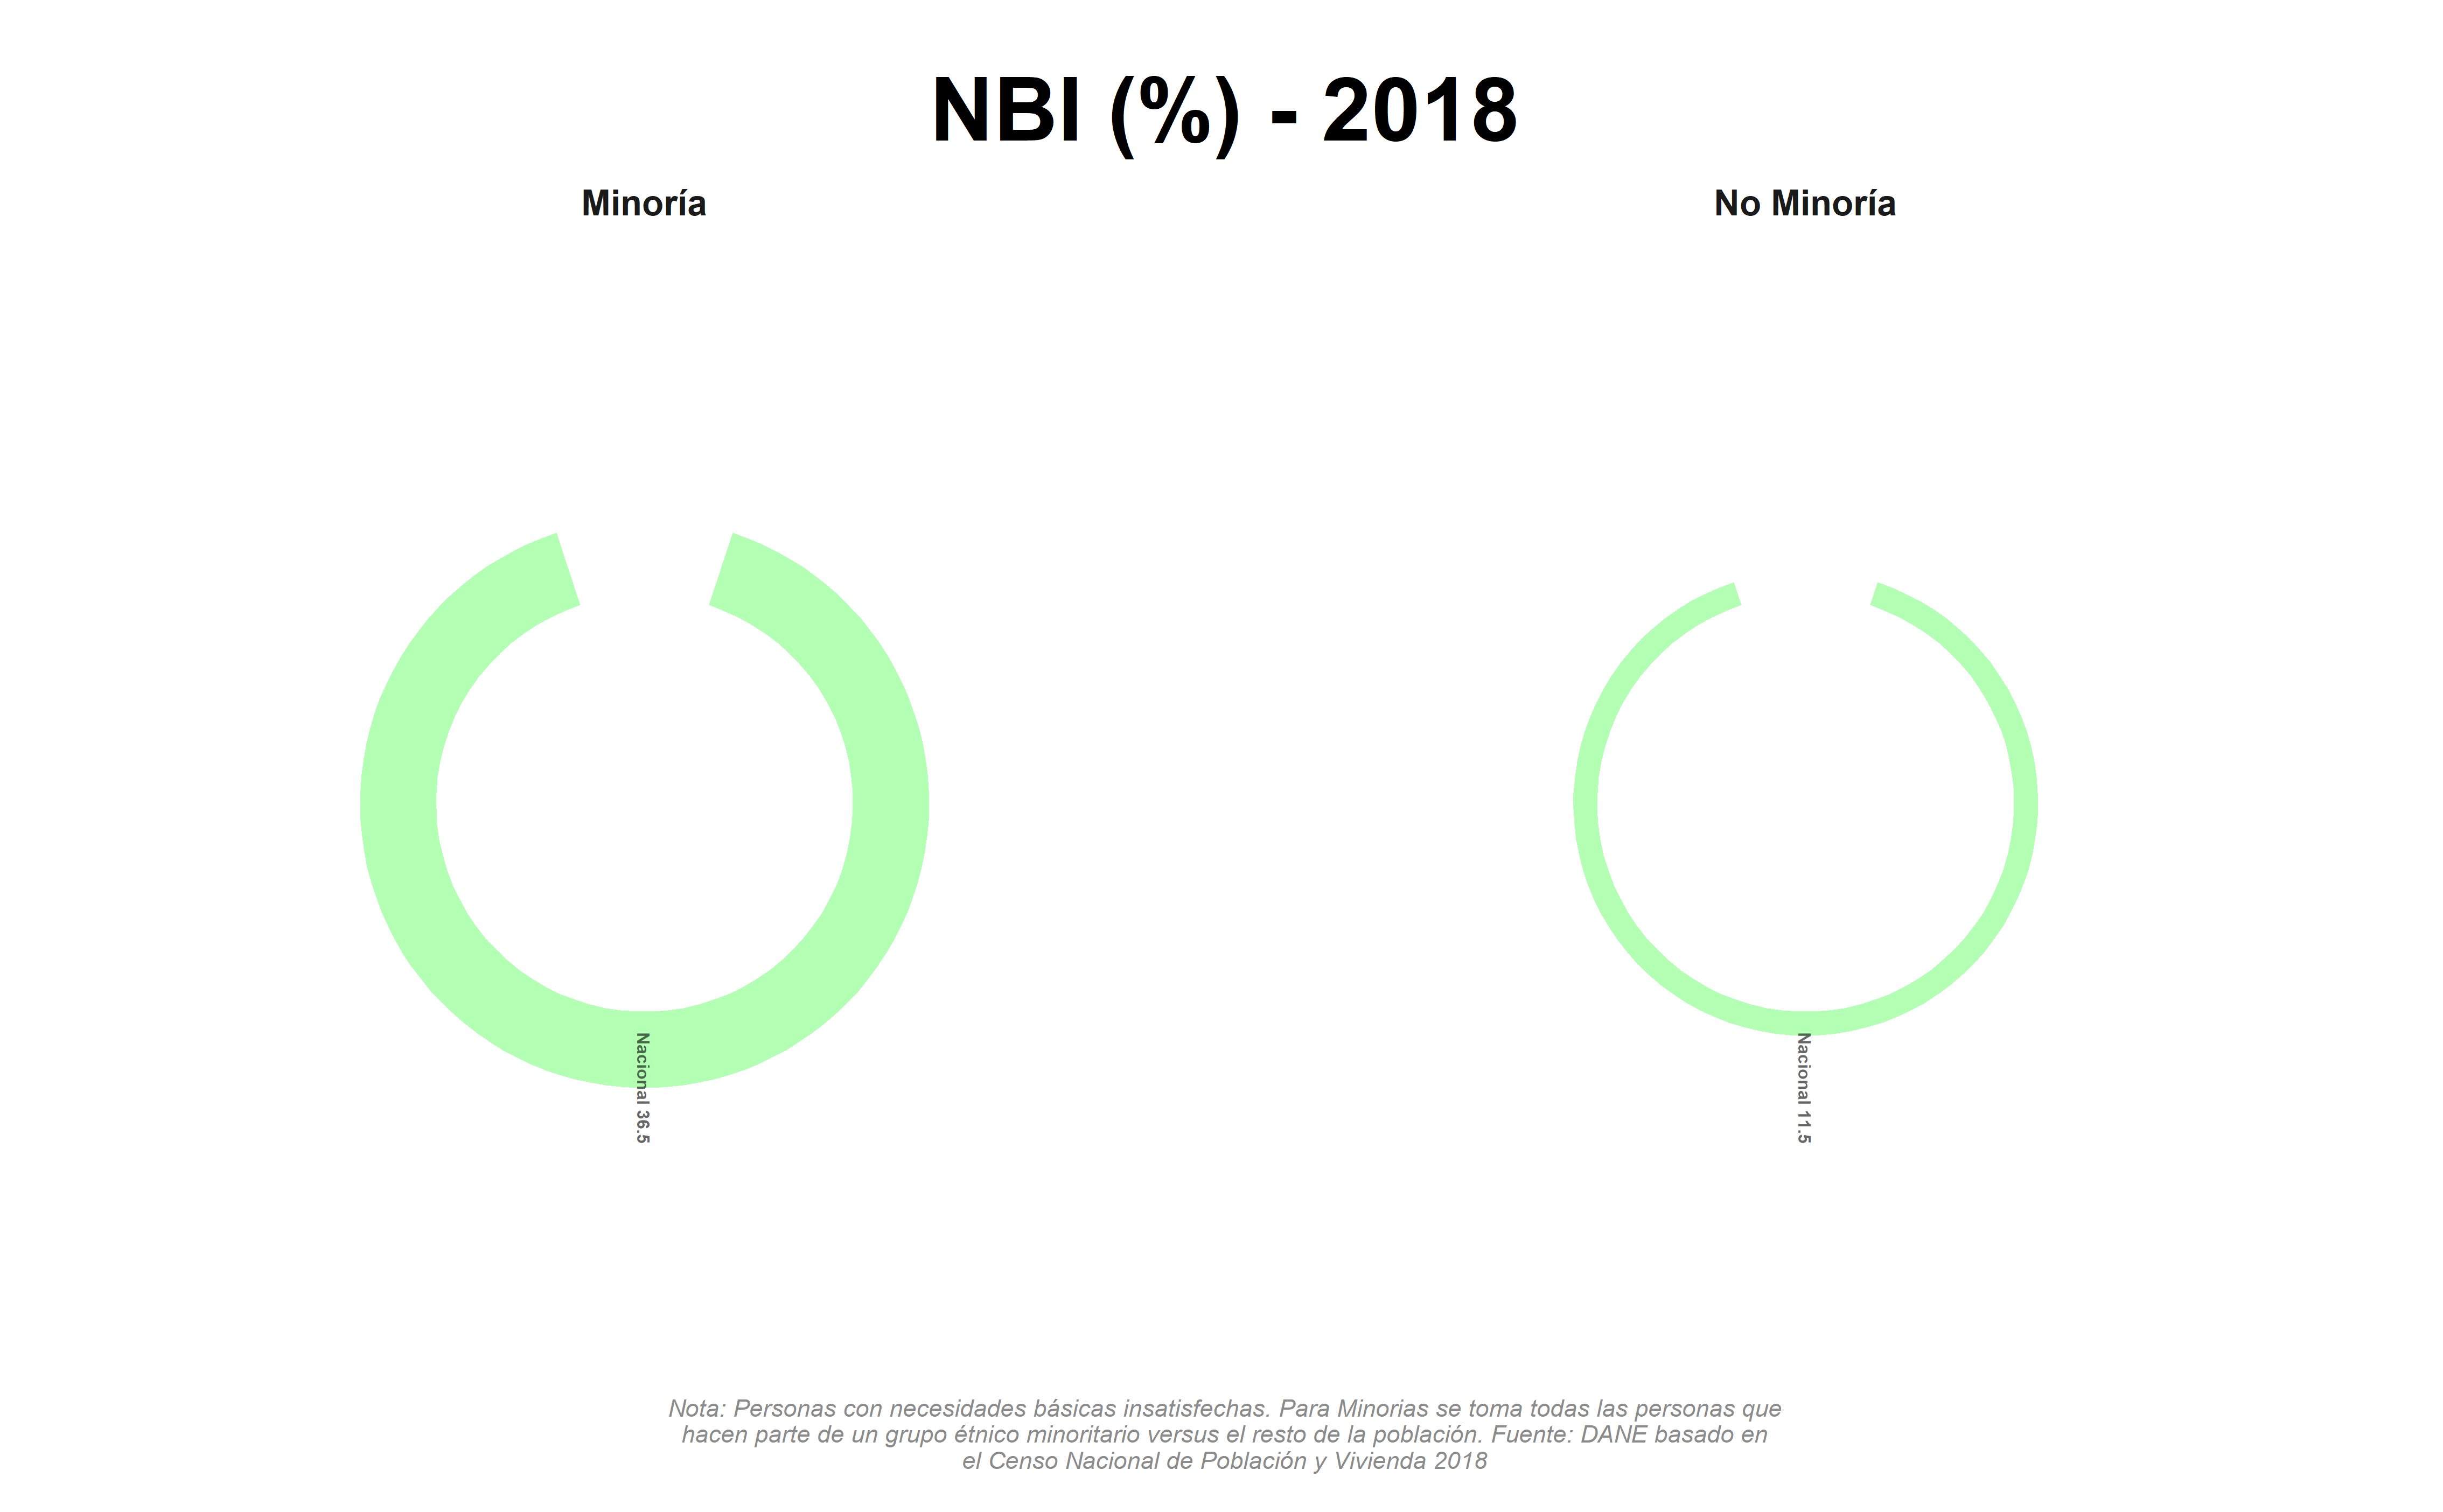 NBI (%) - 2018
Minoría
No Minoría
Nacional 36.5
Nacional 11.5
Nota: Personas con necesidades básicas insatisfechas. Para Minorias se toma todas las personas que
hacen parte de un grupo étnico minoritario versus el resto de la población. Fuente: DANE basado en
el Censo Nacional de Población y Vivienda 2018